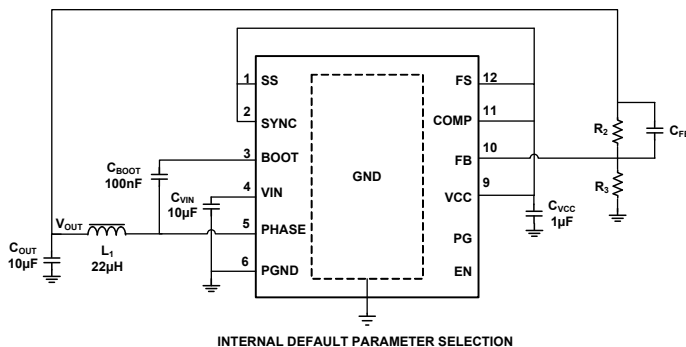 1 SS
2 SYNC
3 BOOT
4 VIN
5 PHASE
6 PGND
GND
FS 12
COMP 11
FB 10
VCC 9
PG
EN
CBOOT
100nF
CVIN
10µF
VOUT
COUT
10µF
L1
22µH
R2
R3
CVCC
1µF
INTERNAL DEFAULT PARAMETER SELECTION